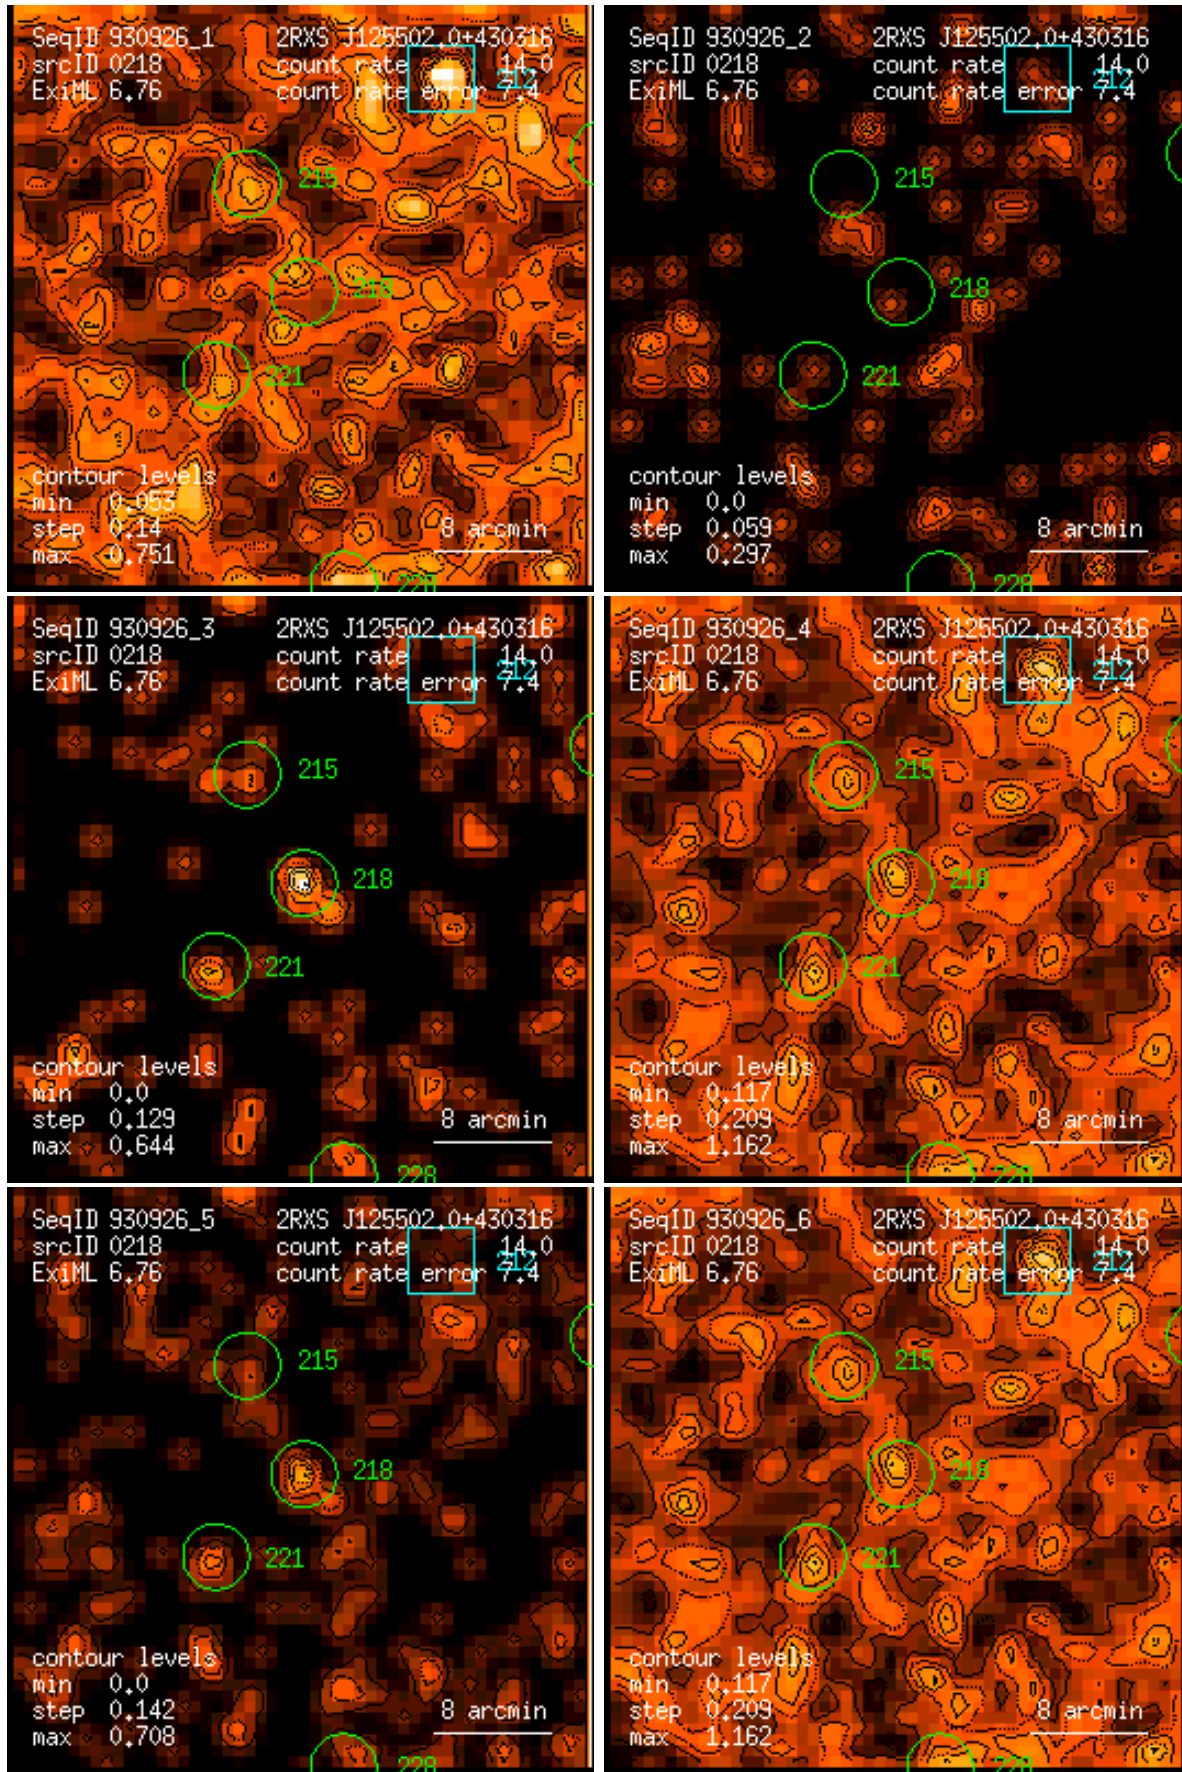 SeqID 930926_1 2RXS J125502.0+430316
srcID 0218 count rate 14.0
ExiML 6.76 count rate error 7.4
212
215
218
221
contour levels
min 0.053
step 0.14 8 arcmin
max 0.751
228
SeqID 930926_2 2RXS J125502.0+430316
srcID 0218 count rate 14.0
ExiML 6.76 count rate error 7.4
212
215
218
221
contour levels
min 0.0
step 0.059 8 arcmin
max 0.297
228
SeqID 930926_3 2RXS J125502.0+430316
srcID 0218 count rate 14.0
ExiML 6.76 count rate error 7.4
212
215
218
221
contour levels
min 0.0
step 0.129 8 arcmin
max 0.644
228
SeqID 930926_4 2RXS J125502.0+430316
srcID 0218 count rate 14.0
ExiML 6.76 count rate error 7.4
212
215
218
221
contour levels
min 0.117
step 0.209 8 arcmin
max 1.162
228
SeqID 930926_5 2RXS J125502.0+430316
srcID 0218 count rate 14.0
ExiML 6.76 count rate error 7.4
212
215
218
221
contour levels
min 0.0
step 0.142 8 arcmin
max 0.708
228
SeqID 930926_6 2RXS J125502.0+430316
srcID 0218 count rate 14.0
ExiML 6.76 count rate error 7.4
212
215
218
221
contour levels
min 0.117
step 0.209 8 arcmin
max 1.162
228